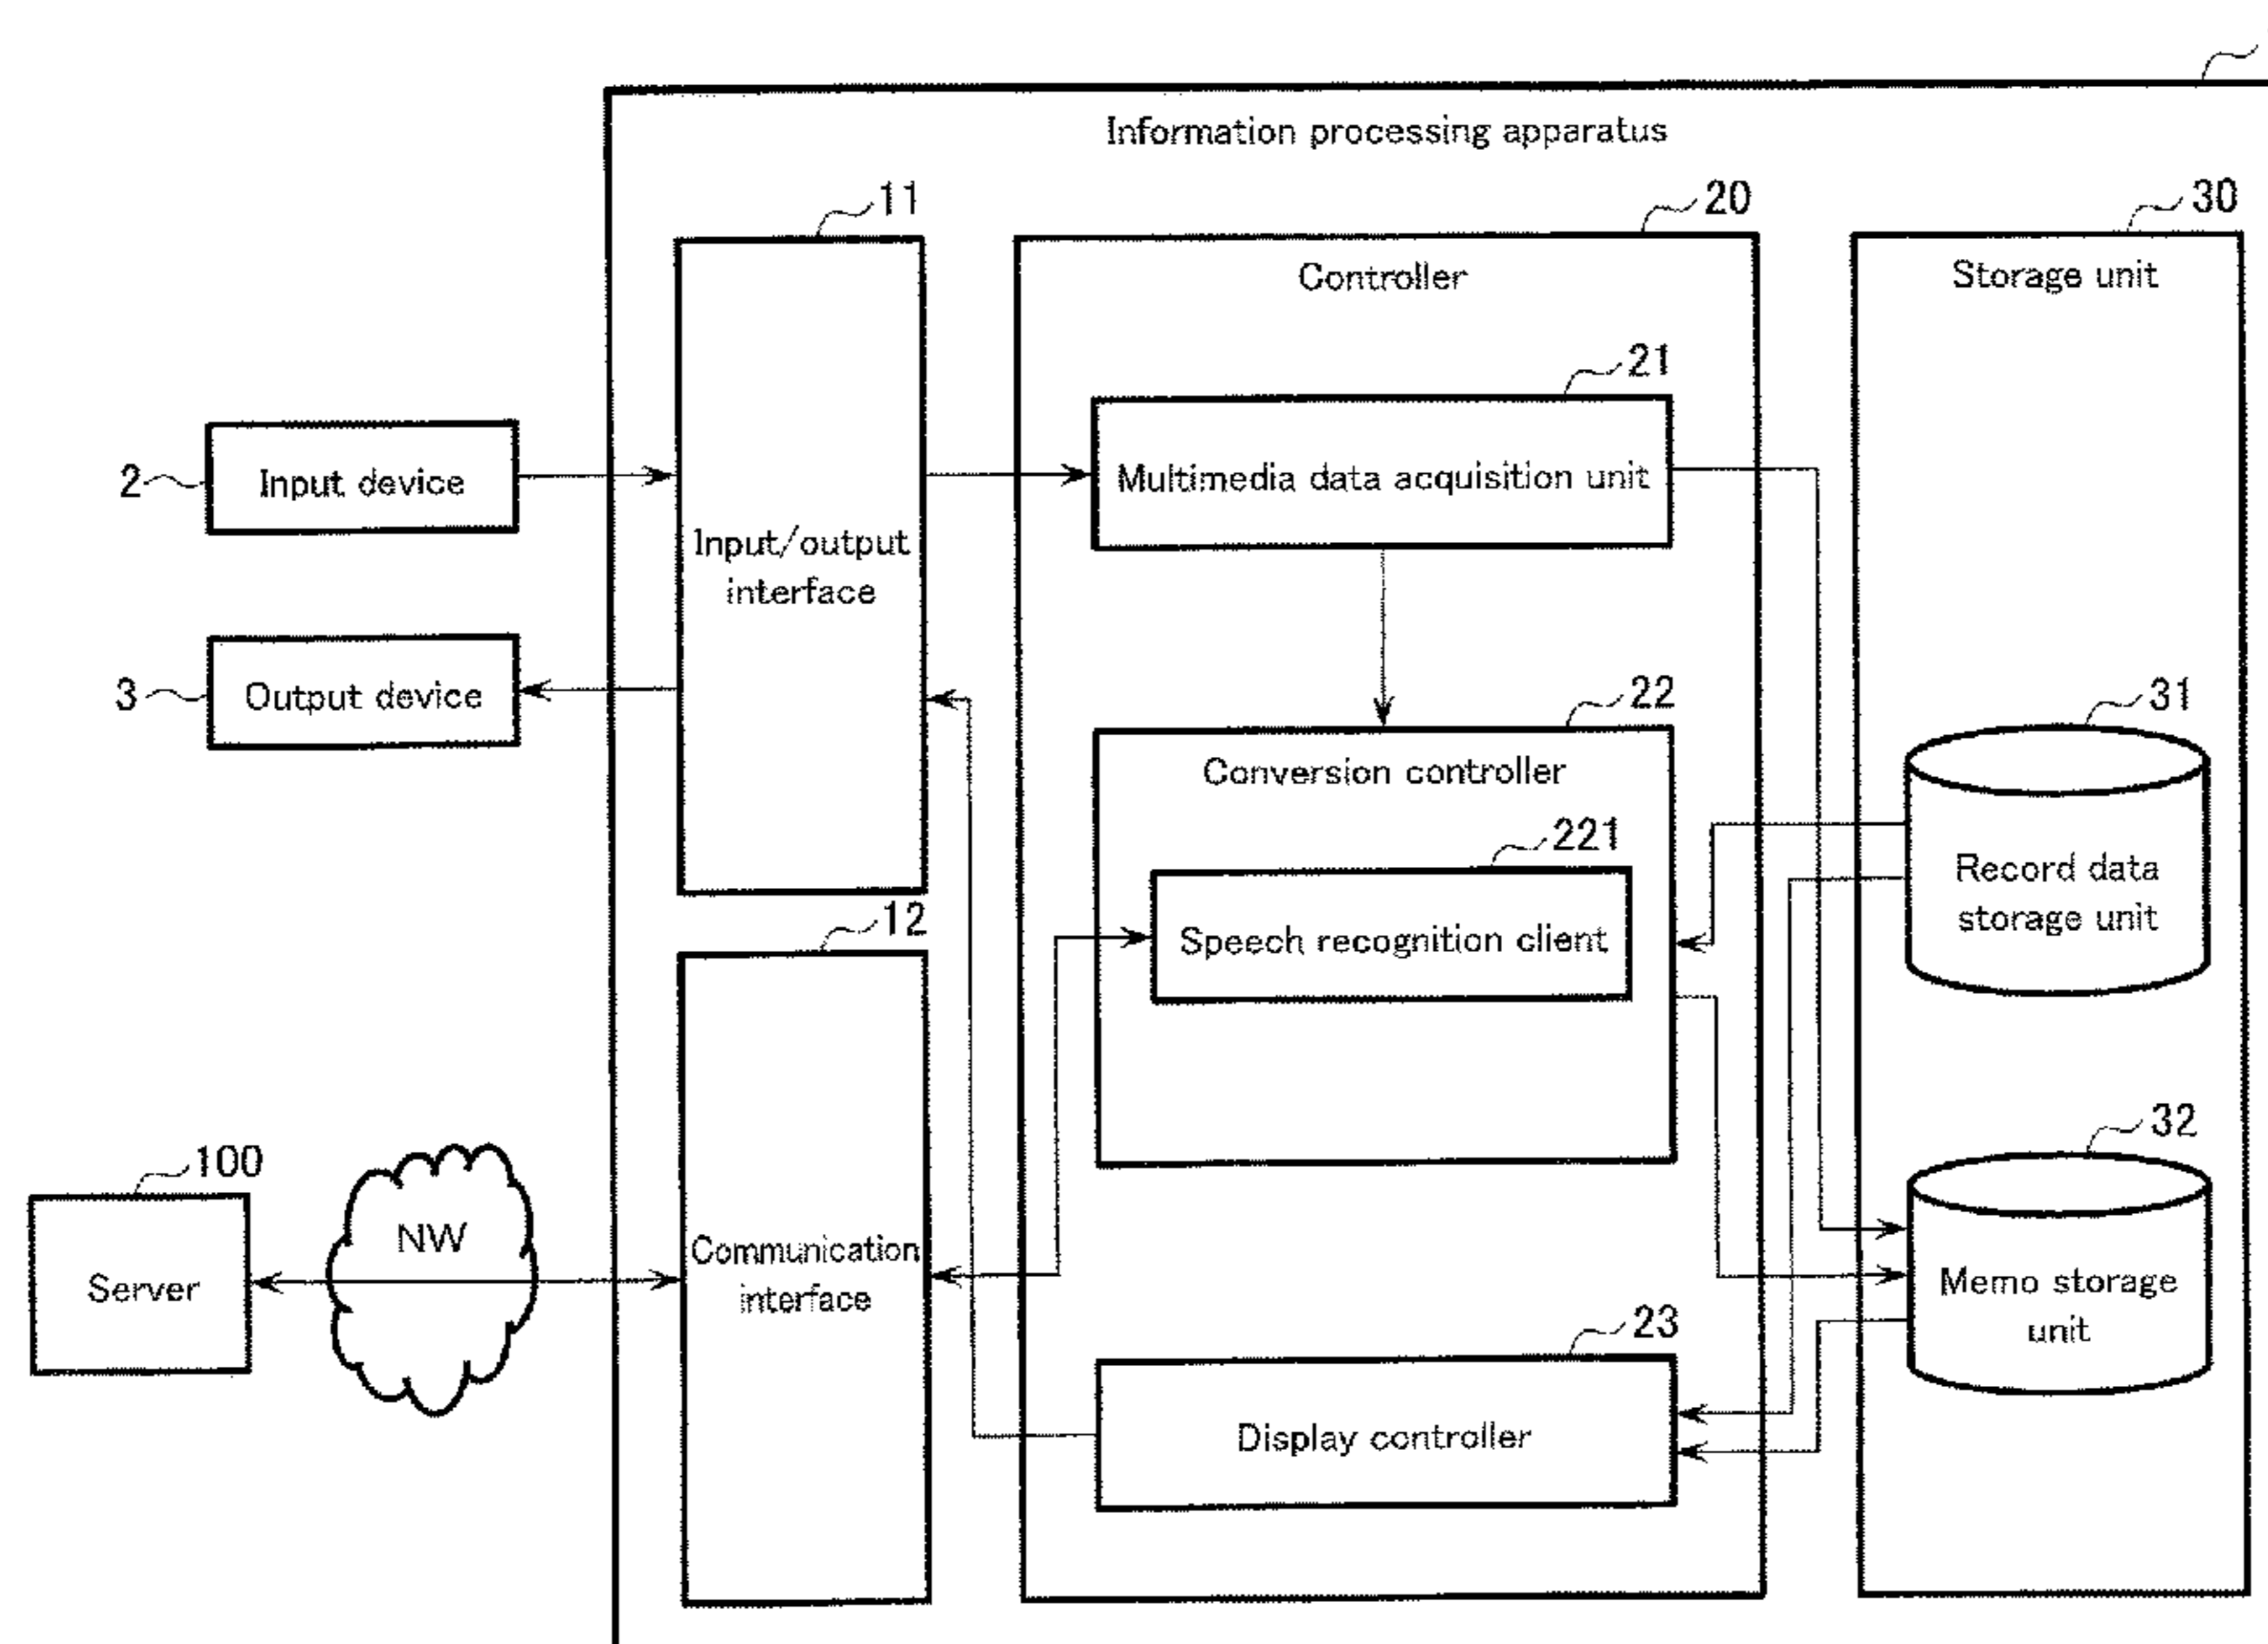 Information processing apparatus
11
20
30
Controller
Storage unit
21
2
Input device
Multimedia data acquisition unit
Input/output
interface
3
Output device
22
31
Conversion controller
221
Record data
storage unit
12
Speech recognition client
100
32
NW
Server
Communication
interface
Memo storage
unit
23
Display controller